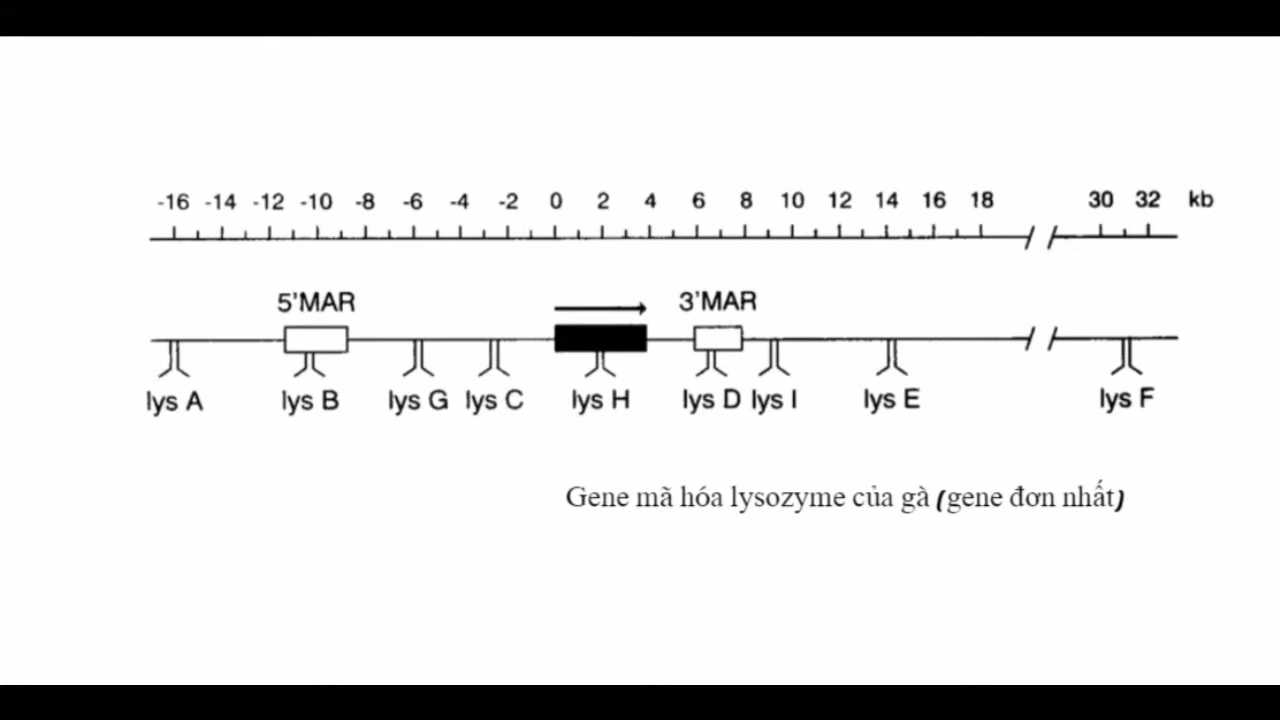 -16 -14 -12 -10 -8 -6 -4 -2 0 2 4 6 8 10 12 14 16 18 30 32 kb
5'MAR 3'MAR
lys A lys B lys G lys C lys H lys D lys I lys E lys F
Gene mã hóa lysozyme của gà (gene đơn nhất)